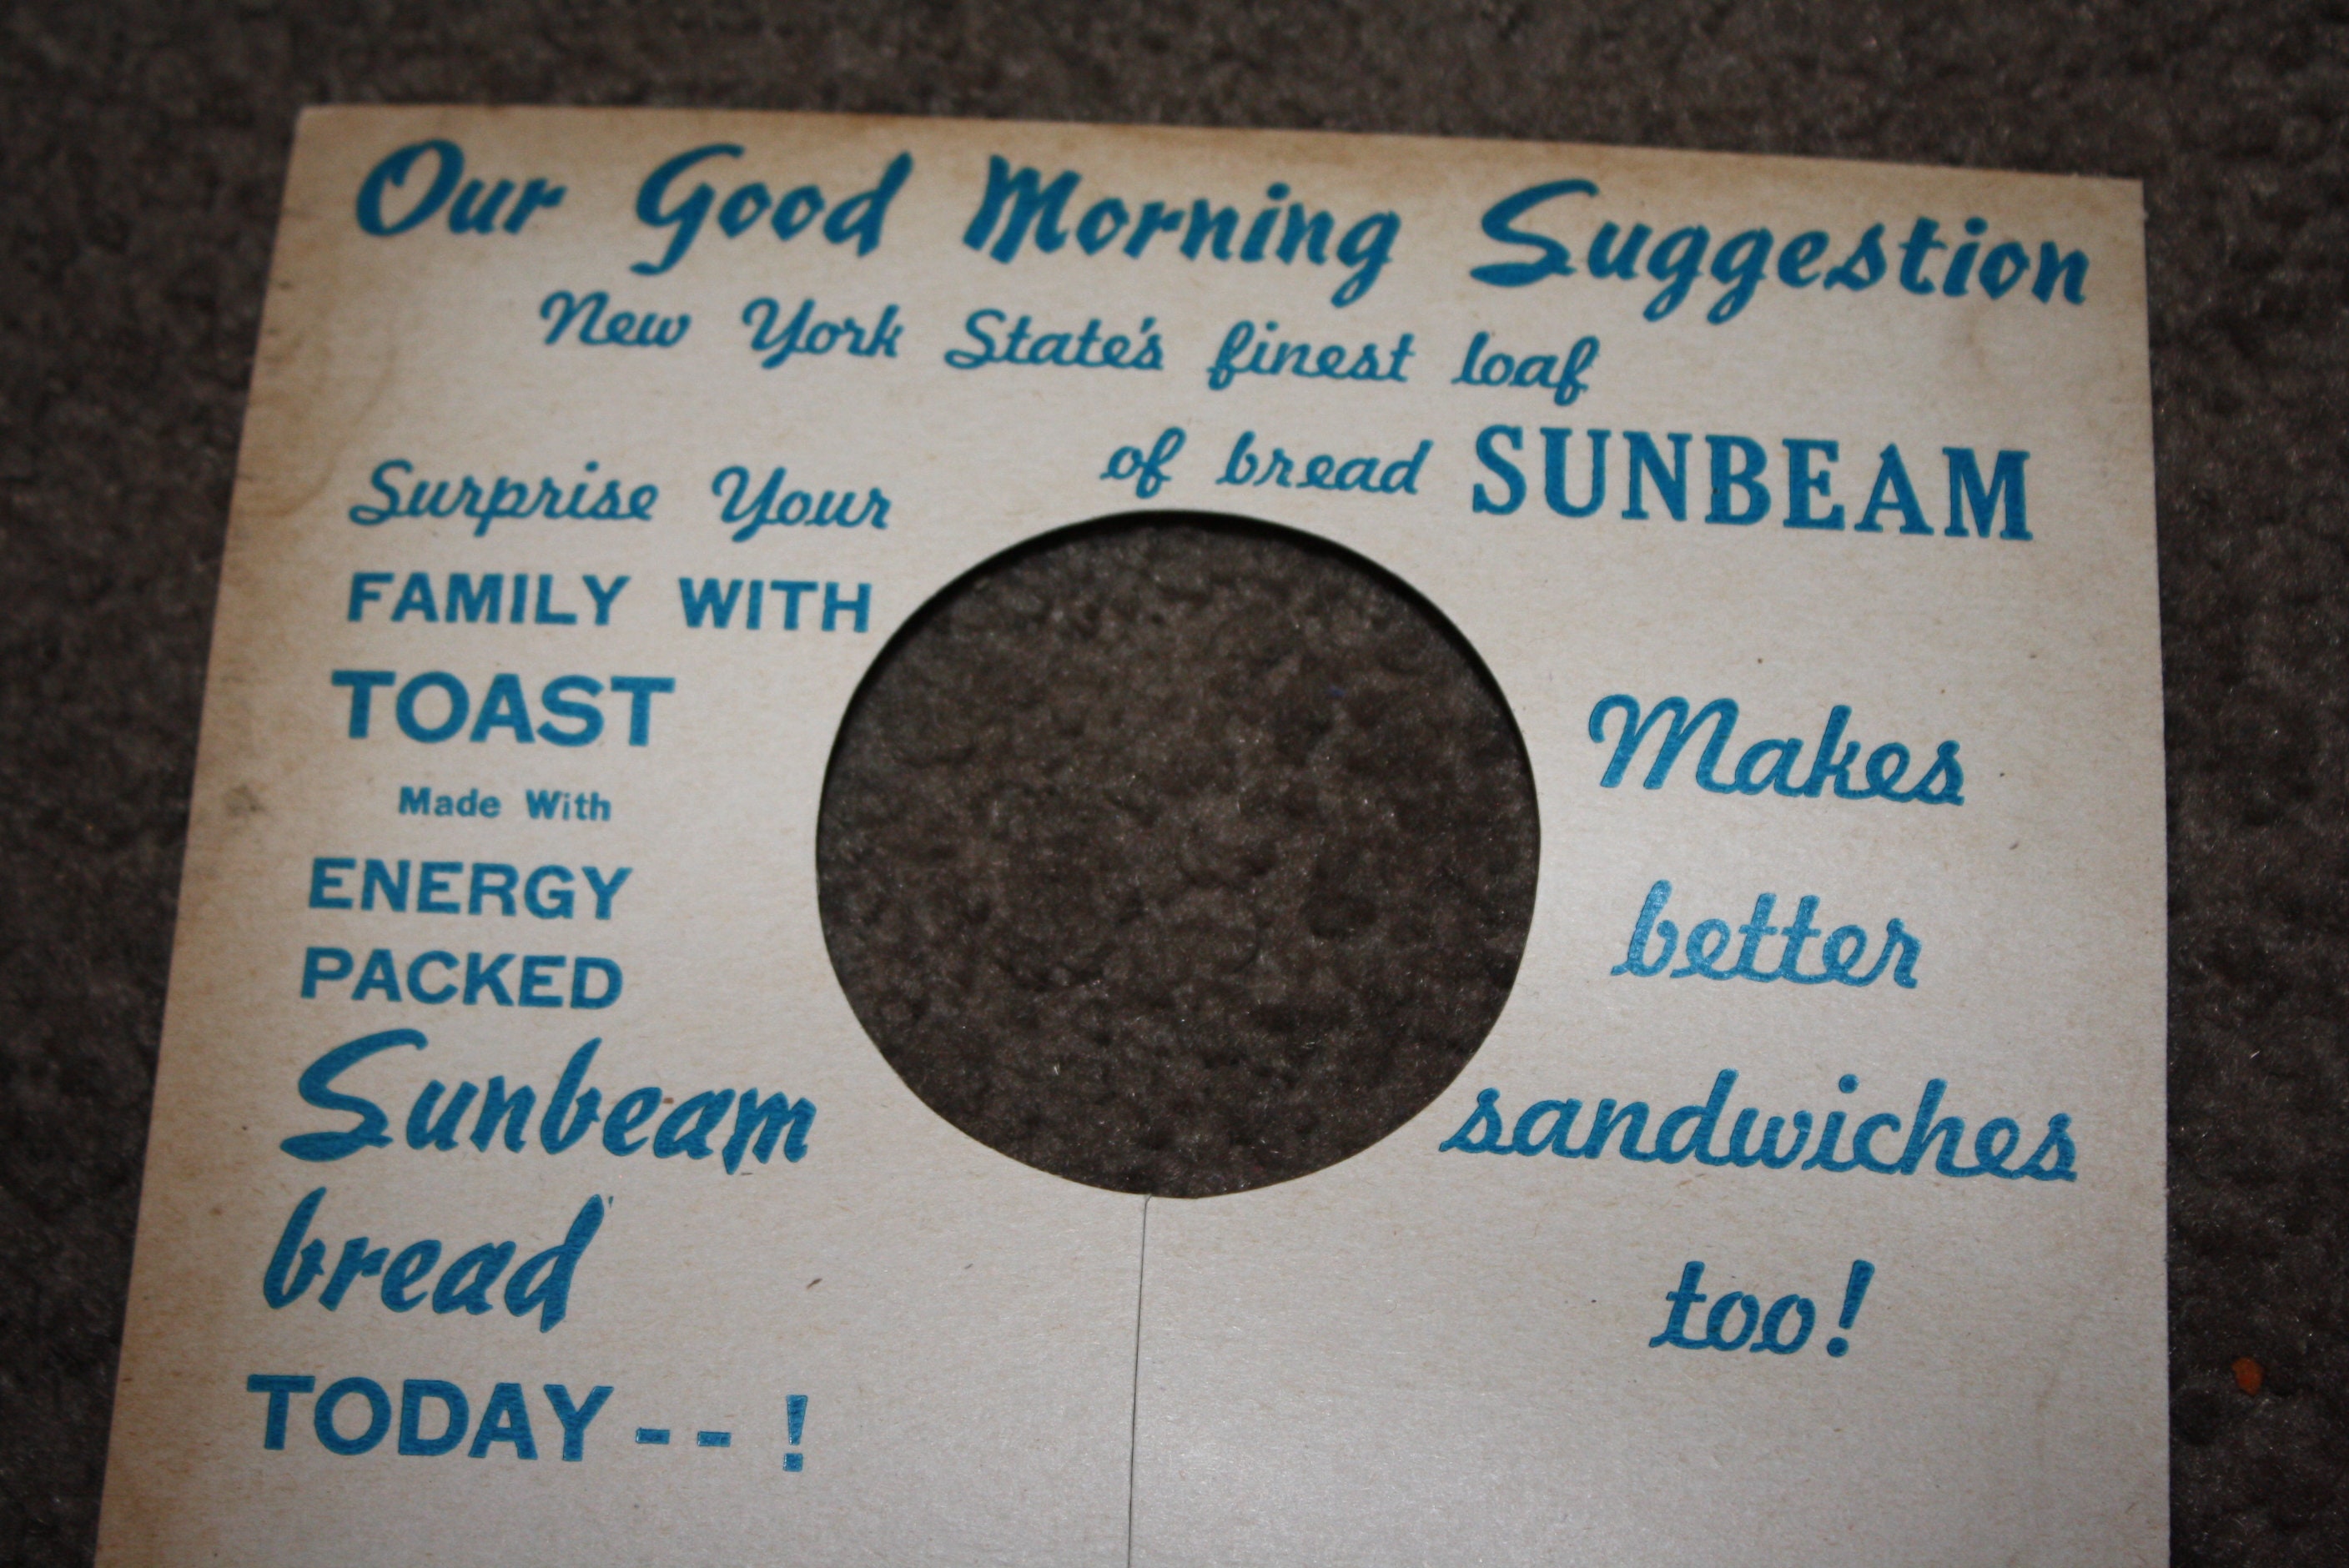 Our Good Morning Suggestion
New York State's finest loaf
of bread SUNBEAM
Surprise Your
FAMILY WITH
TOAST
Made With
ENERGY
PACKED
Sunbeam
bread
TODAY -- !
Makes
better
sandwiches
too!